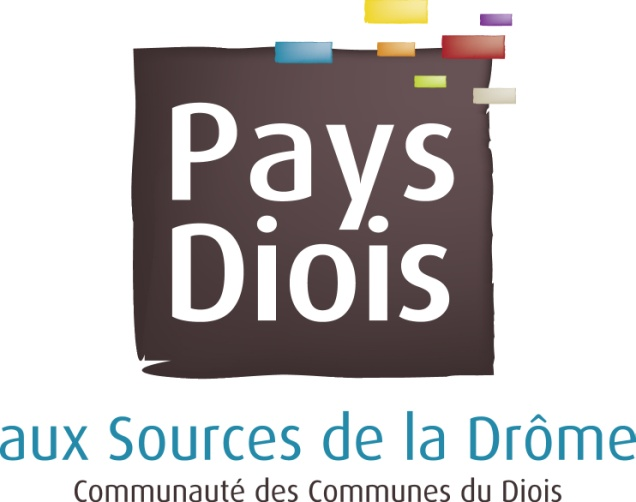 Pays
Diois
aux Sources de la Drôme
Communauté des Communes du Diois